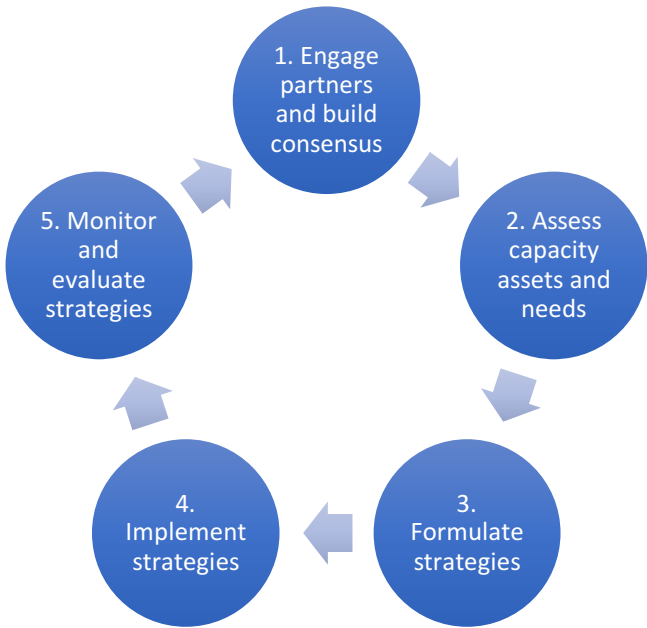 1. Engage
partners
and build
consensus
2. Assess
capacity
assets and
needs
3.
Formulate
strategies
4.
Implement
strategies
5. Monitor
and
evaluate
strategies